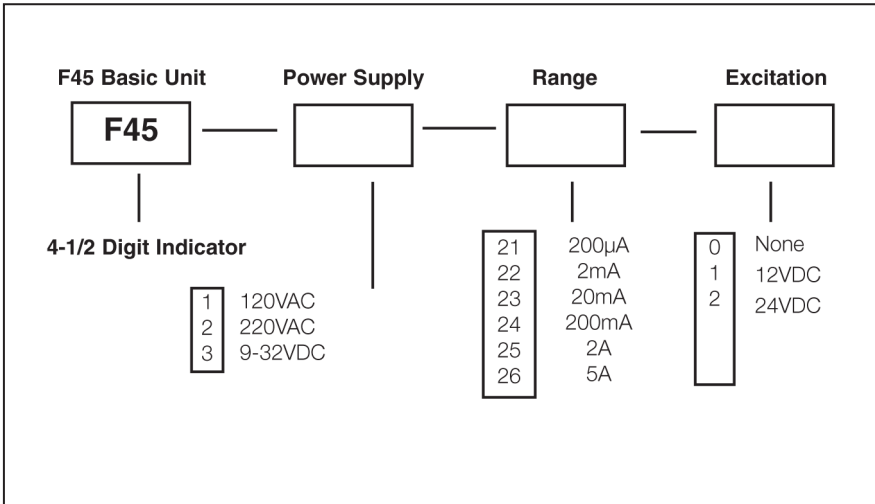 F45 Basic Unit
Power Supply
Range
Excitation
F45
4-1/2 Digit Indicator
1 120VAC
2 220VAC
3 9-32VDC
21 200µA
22 2mA
23 20mA
24 200mA
25 2A
26 5A
0 None
1 12VDC
2 24VDC